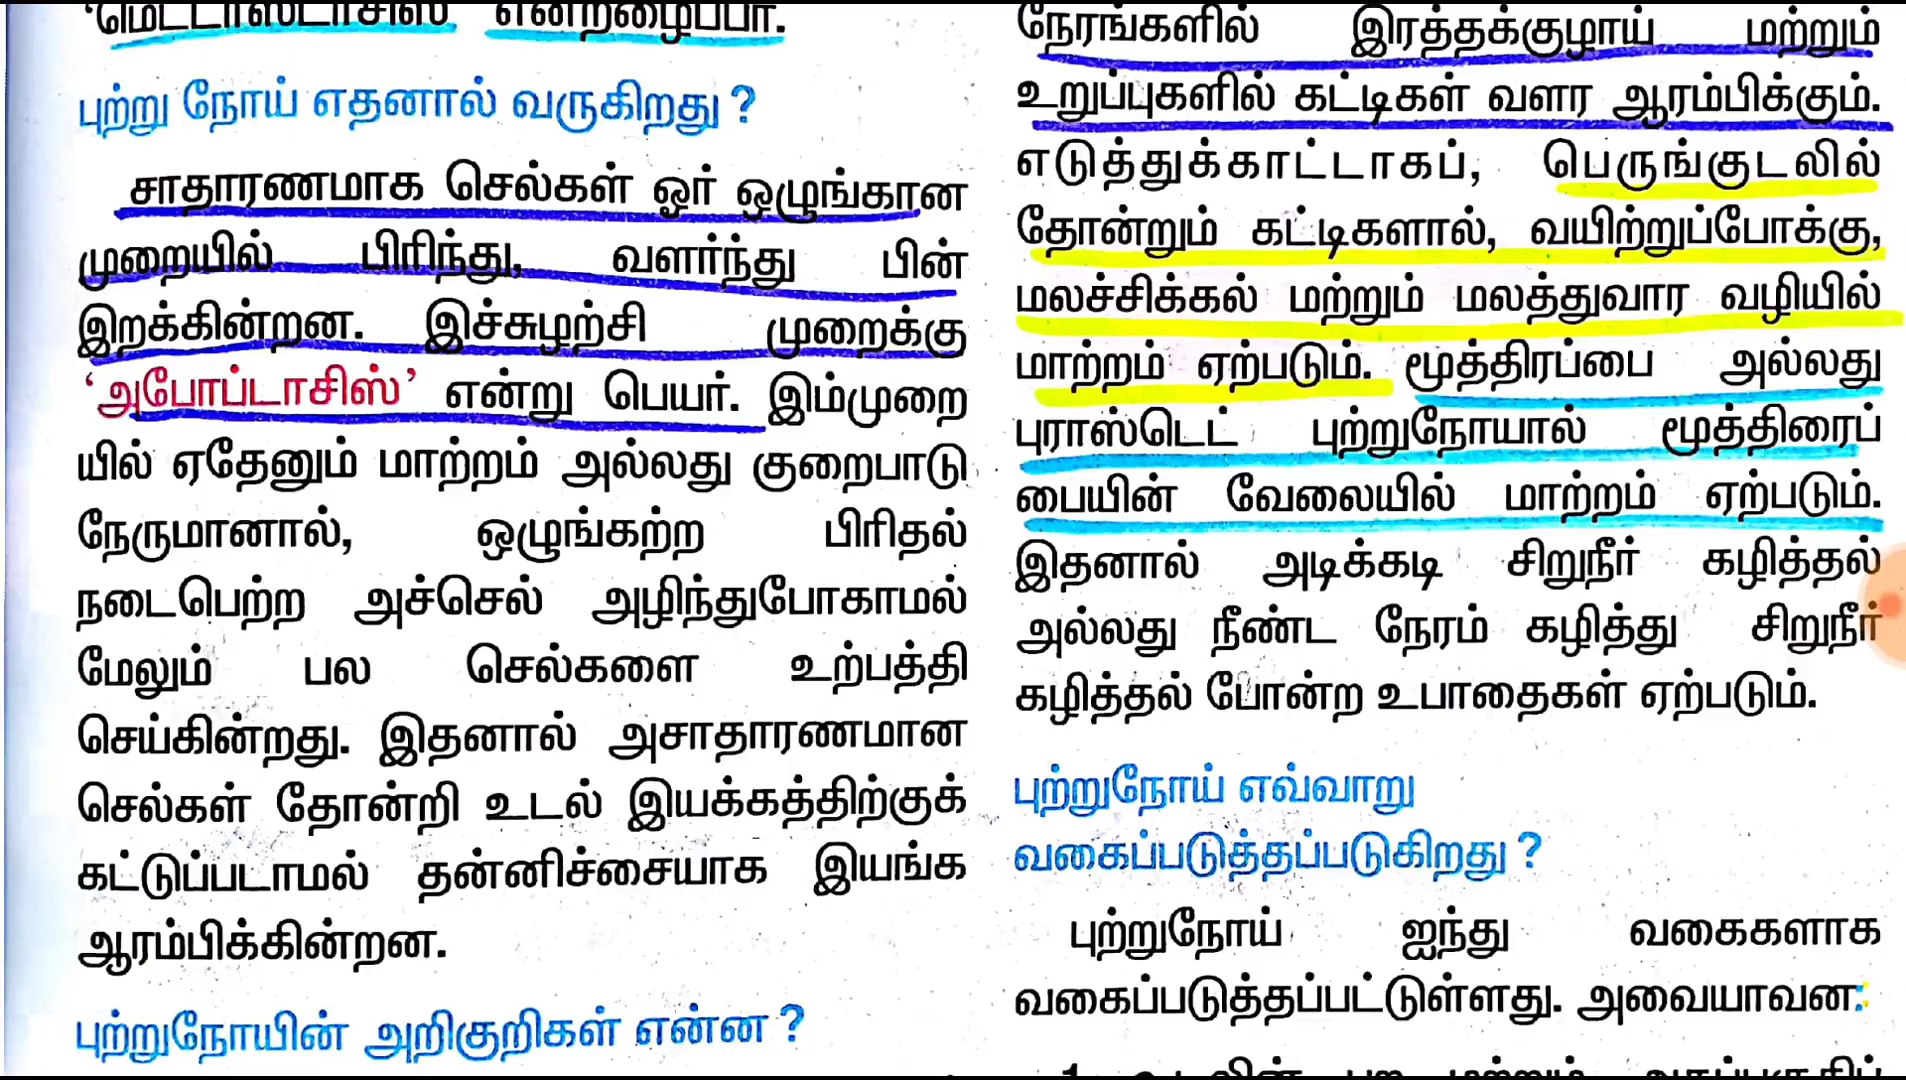 ‘மெட்டாஸ்டாசிஸ்’ என்றழைப்பர்.
புற்று நோய் எதனால் வருகிறது ?
சாதாரணமாக செல்கள் ஓர் ஒழுங்கான
முறையில் பிரிந்து, வளர்ந்து பின்
இறக்கின்றன. இச்சுழற்சி முறைக்கு
‘அபோப்டாசிஸ்’ என்று பெயர். இம்முறை
யில் ஏதேனும் மாற்றம் அல்லது குறைபாடு
நேருமானால், ஒழுங்கற்ற பிரிதல்
நடைபெற்ற அச்செல் அழிந்துபோகாமல்
மேலும் பல செல்களை உற்பத்தி
செய்கின்றது. இதனால் அசாதாரணமான
செல்கள் தோன்றி உடல் இயக்கத்திற்குக்
கட்டுப்படாமல் தன்னிச்சையாக இயங்க
ஆரம்பிக்கின்றன.
புற்றுநோயின் அறிகுறிகள் என்ன ?
நேரங்களில் இரத்தக்குழாய் மற்றும்
உறுப்புகளில் கட்டிகள் வளர ஆரம்பிக்கும்.
எடுத்துக்காட்டாகப், பெருங்குடலில்
தோன்றும் கட்டிகளால், வயிற்றுப்போக்கு,
மலச்சிக்கல் மற்றும் மலத்துவார வழியில்
மாற்றம் ஏற்படும். மூத்திரப்பை அல்லது
புராஸ்டெட் புற்றுநோயால் மூத்திரைப்
பையின் வேலையில் மாற்றம் ஏற்படும்.
இதனால் அடிக்கடி சிறுநீர் கழித்தல்
அல்லது நீண்ட நேரம் கழித்து சிறுநீர்
கழித்தல் போன்ற உபாதைகள் ஏற்படும்.
புற்றுநோய் எவ்வாறு
வகைப்படுத்தப்படுகிறது ?
புற்றுநோய் ஐந்து வகைகளாக
வகைப்படுத்தப்பட்டுள்ளது. அவையாவன: